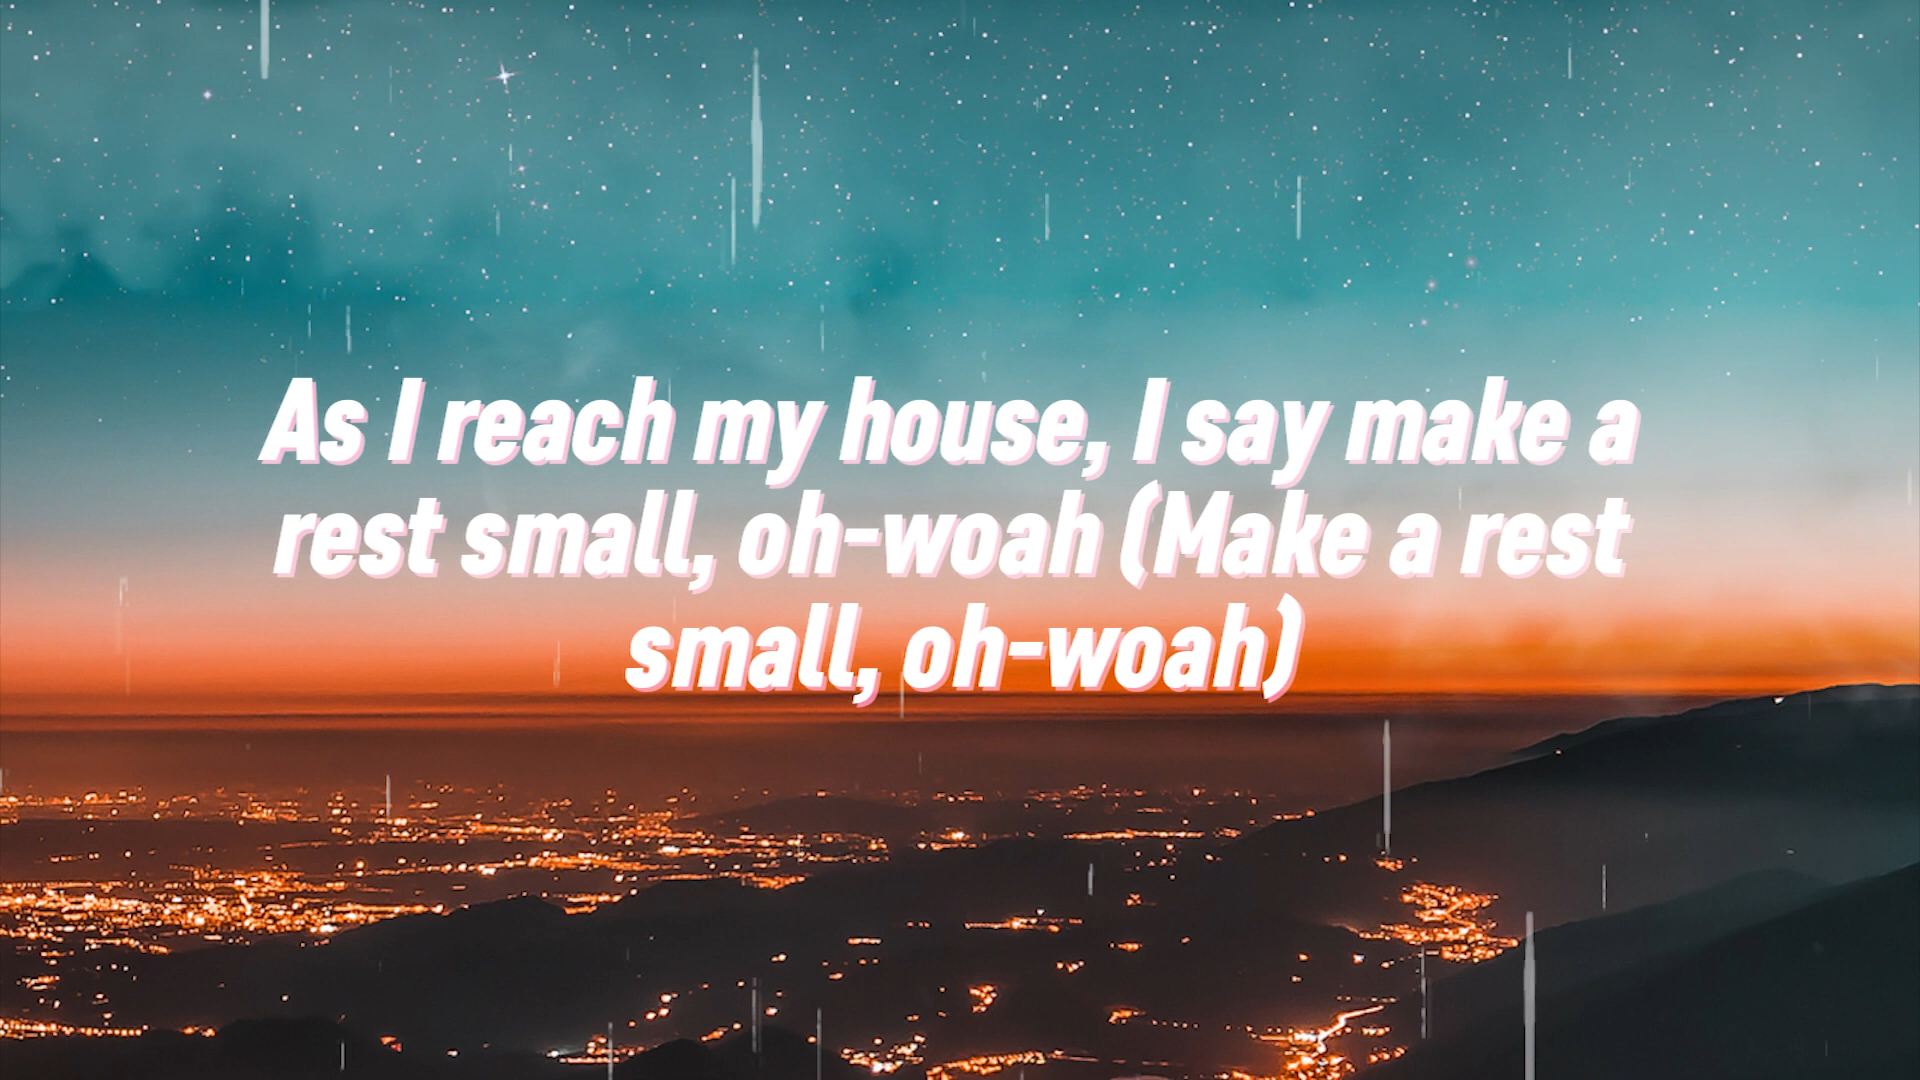 As I reach my house, I say make a
rest small, oh-woah (Make a rest
small, oh-woah)